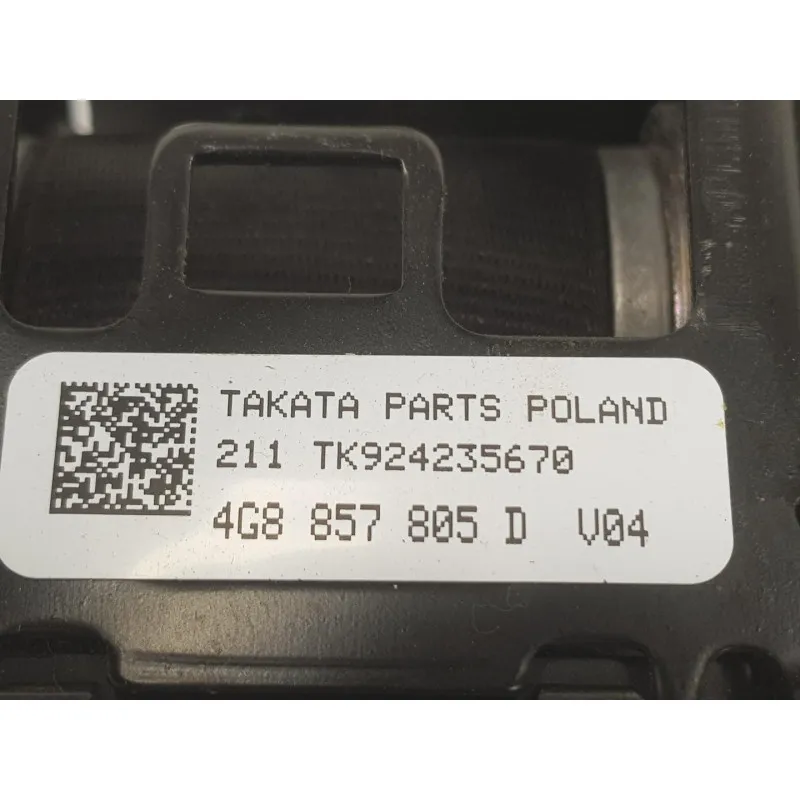 TAKATA PARTS POLAND
211 TK924235670
4G8 857 805 D V04